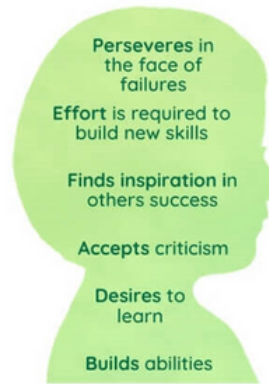 Perseveres in
the face of
failures
Effort is required to
build new skills
Finds inspiration in
others success
Accepts criticism
Desires to
learn
Builds abilities